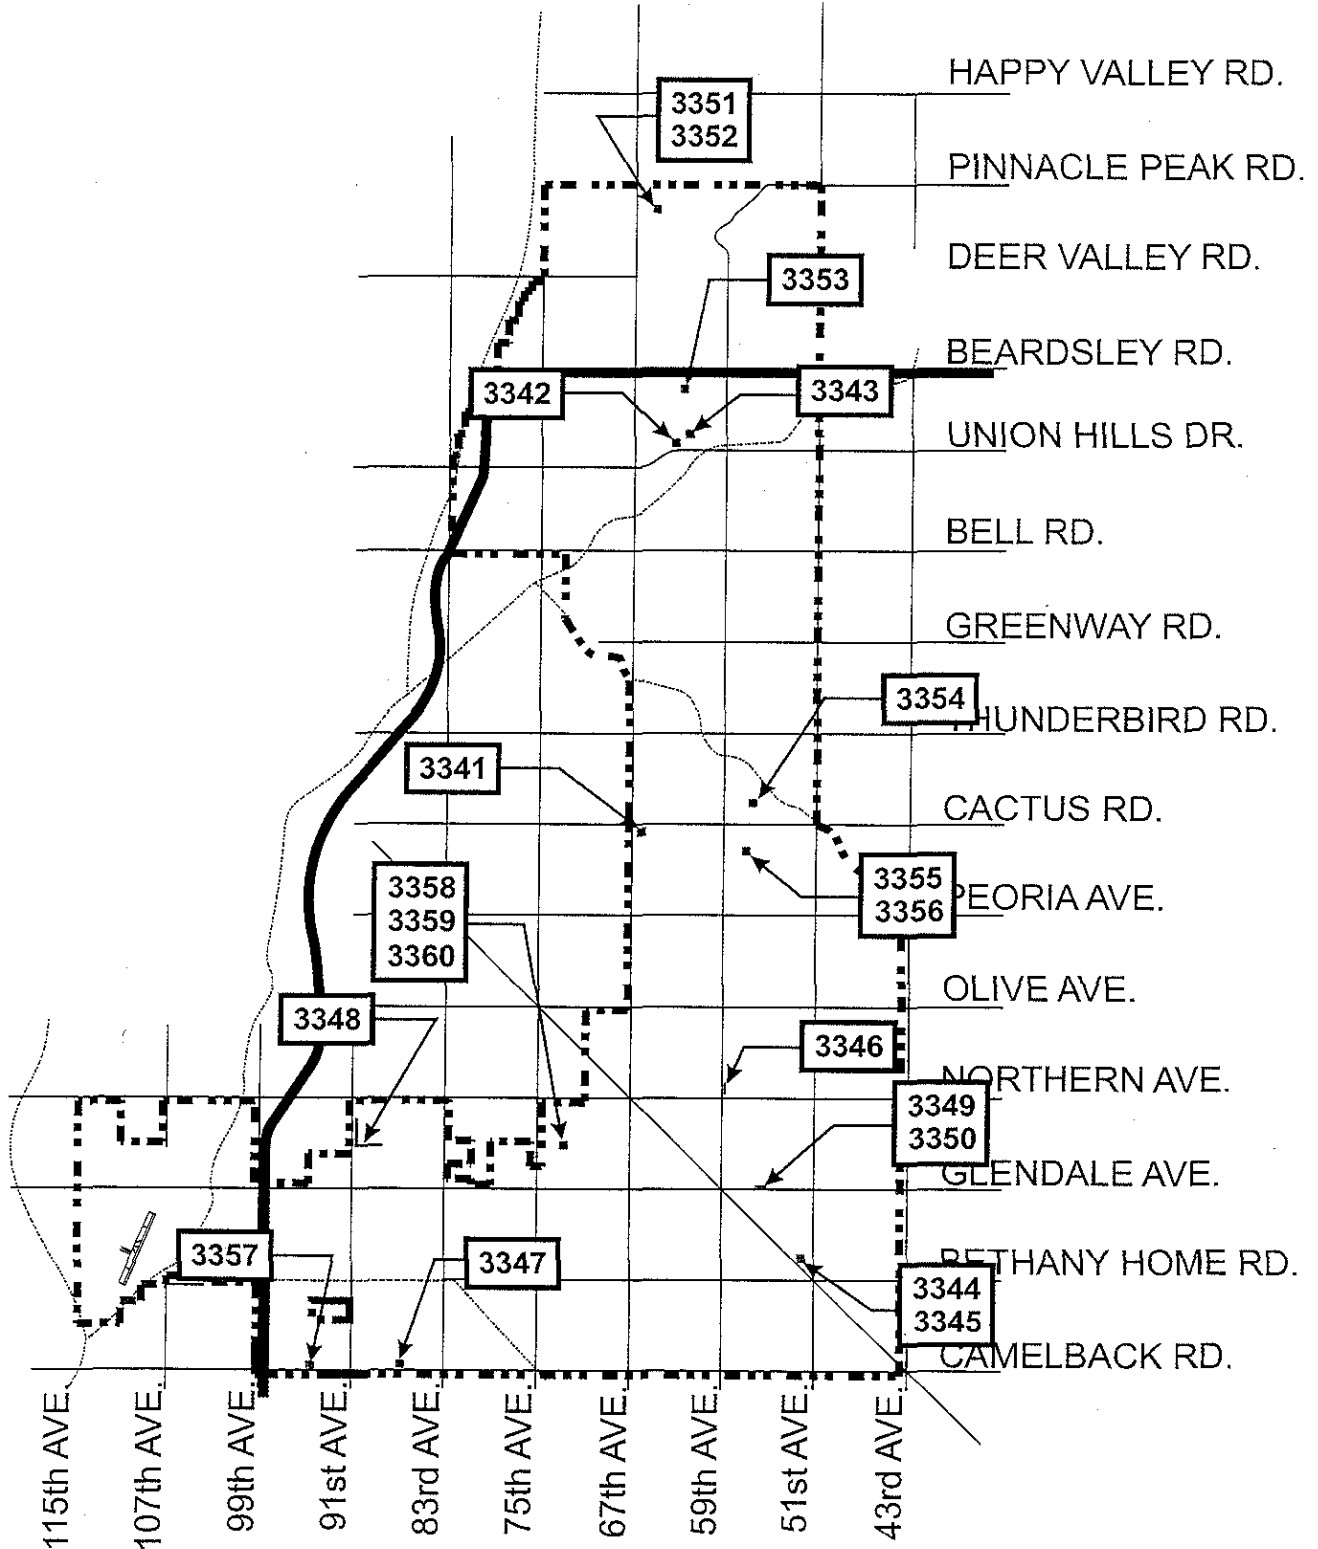 HAPPY VALLEY RD.
3351
3352
PINNACLE PEAK RD.
DEER VALLEY RD.
3353
BEARDSLEY RD.
3342
3343
UNION HILLS DR.
BELL RD.
GREENWAY RD.
3354
THUNDERBIRD RD.
3341
CACTUS RD.
3358
3359
3360
3355
3356
PEORIA AVE.
OLIVE AVE.
3348
3346
NORTHERN AVE.
3349
3350
GLENDALE AVE.
3357
3347
BETHANY HOME RD.
3344
3345
CAMELBACK RD.
115th AVE.
107th AVE.
99th AVE.
91st AVE.
83rd AVE.
75th AVE.
67th AVE.
59th AVE.
51st AVE.
43rd AVE.